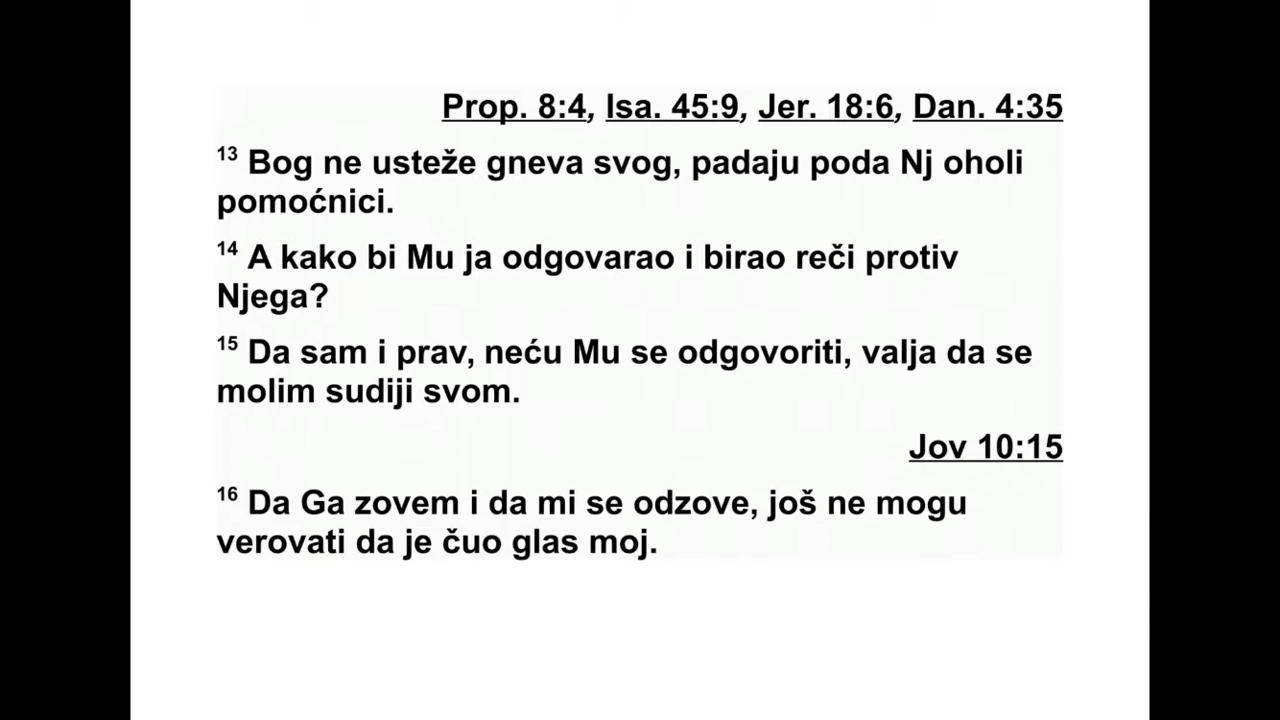 Prop. 8:4, Isa. 45:9, Jer. 18:6, Dan. 4:35
13 Bog ne usteže gneva svog, padaju poda Nj oholi
pomoćnici.
14 A kako bi Mu ja odgovarao i birao reči protiv
Njega?
15 Da sam i prav, neću Mu se odgovoriti, valja da se
molim sudiji svom.
Jov 10:15
16 Da Ga zovem i da mi se odzove, još ne mogu
verovati da je čuo glas moj.